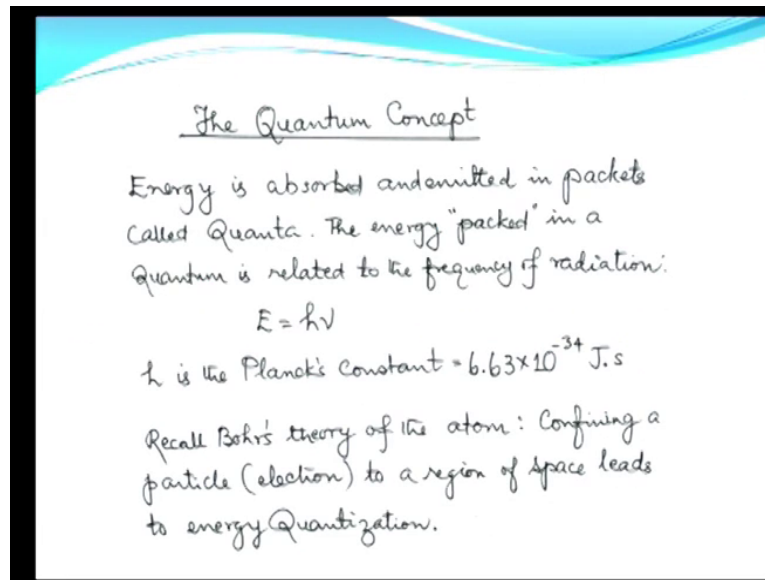 The Quantum Concept
Energy is absorbed and emitted in packets
called Quanta. The energy "packed" in a
Quantum is related to the frequency of radiation:
E = hν
h is the Planck's constant = 6.63×10⁻³⁴ J.s
Recall Bohr's theory of the atom: Confining a
particle (election) to a region of space leads
to energy Quantization.